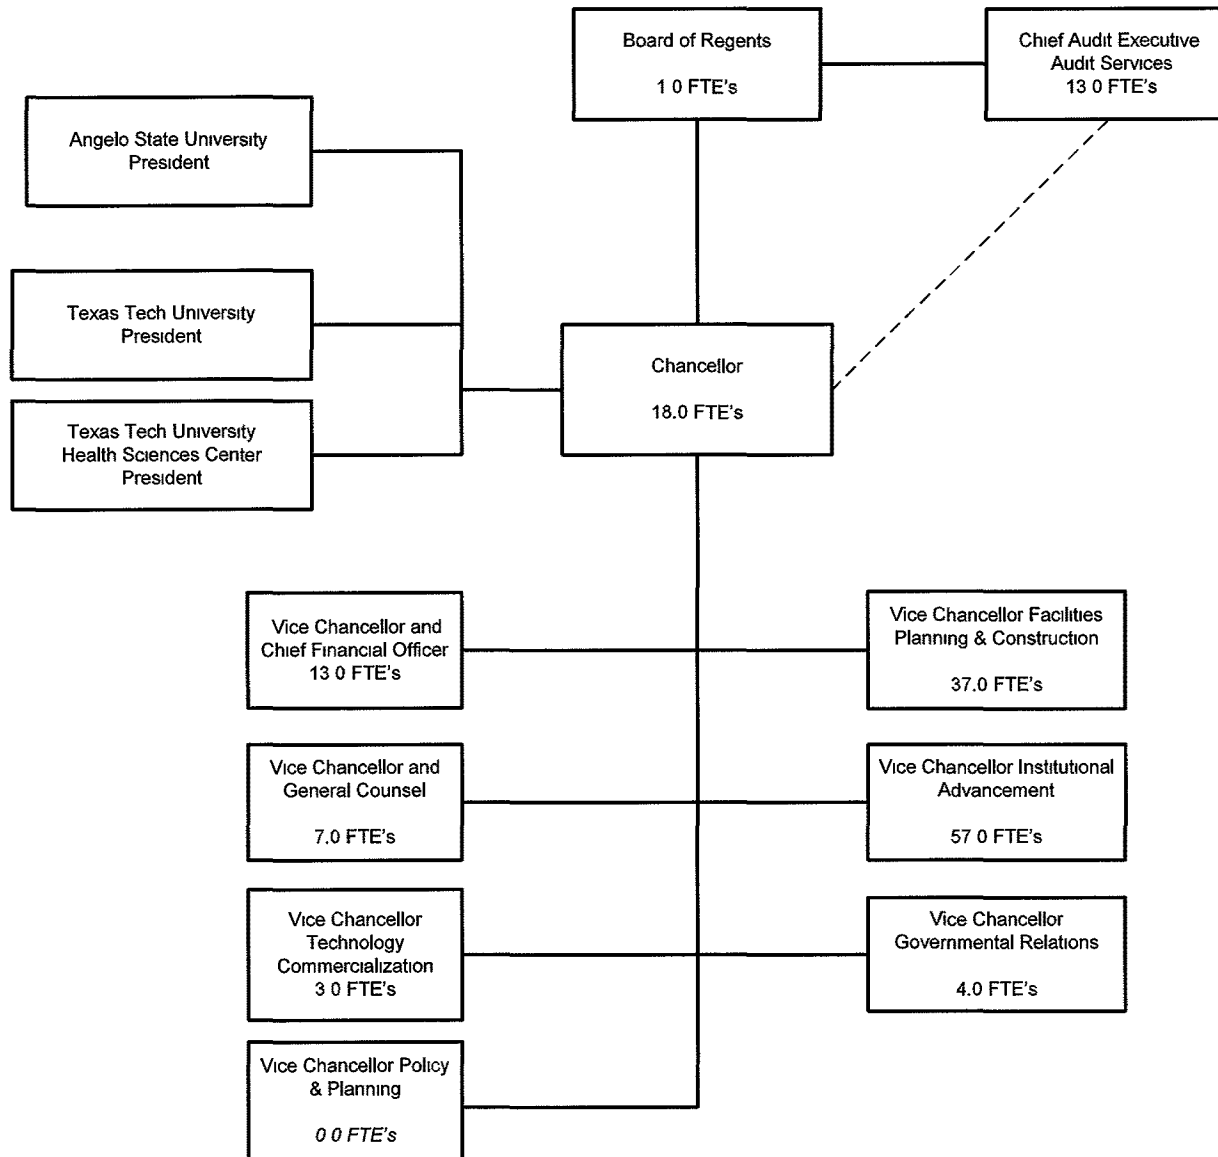 Board of Regents
1 0 FTE's
Chief Audit Executive
Audit Services
13 0 FTE's
Angelo State University
President
Texas Tech University
President
Texas Tech University
Health Sciences Center
President
Chancellor
18.0 FTE's
Vice Chancellor and
Chief Financial Officer
13 0 FTE's
Vice Chancellor Facilities
Planning & Construction
37.0 FTE's
Vice Chancellor and
General Counsel
7.0 FTE's
Vice Chancellor Institutional
Advancement
57 0 FTE's
Vice Chancellor
Technology
Commercialization
3 0 FTE's
Vice Chancellor
Governmental Relations
4.0 FTE's
Vice Chancellor Policy
& Planning
0 0 FTE's